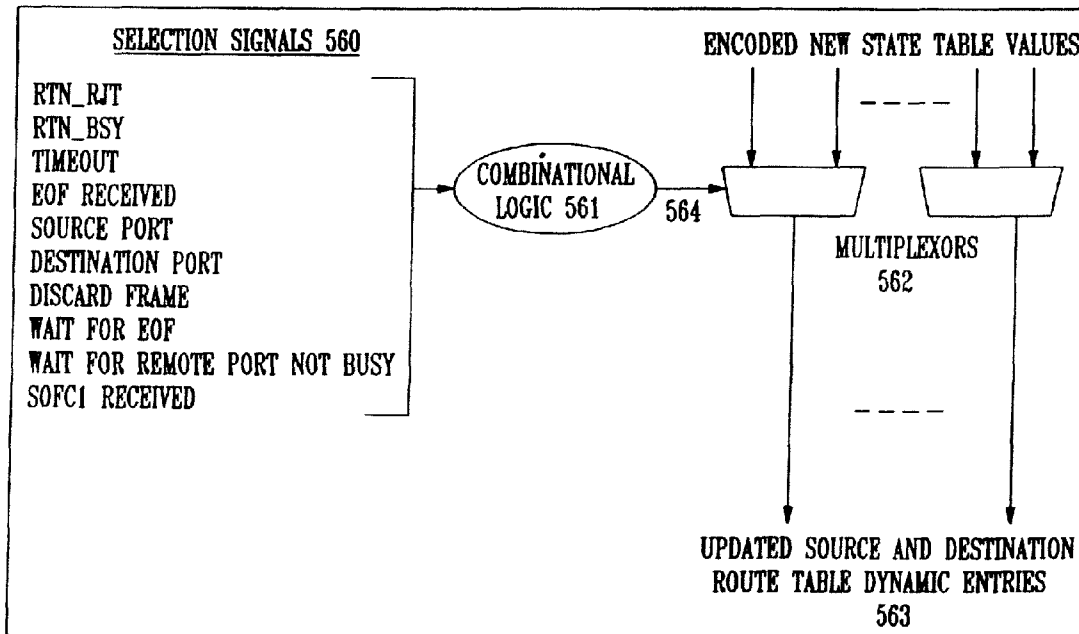 SELECTION SIGNALS 560
RTN_RJT
RTN_BSY
TIMEOUT
EOF RECEIVED
SOURCE PORT
DESTINATION PORT
DISCARD FRAME
WAIT FOR EOF
WAIT FOR REMOTE PORT NOT BUSY
SOFC1 RECEIVED
COMBINATIONAL
LOGIC 561
564
ENCODED NEW STATE TABLE VALUES
MULTIPLEXORS
562
UPDATED SOURCE AND DESTINATION
ROUTE TABLE DYNAMIC ENTRIES
563